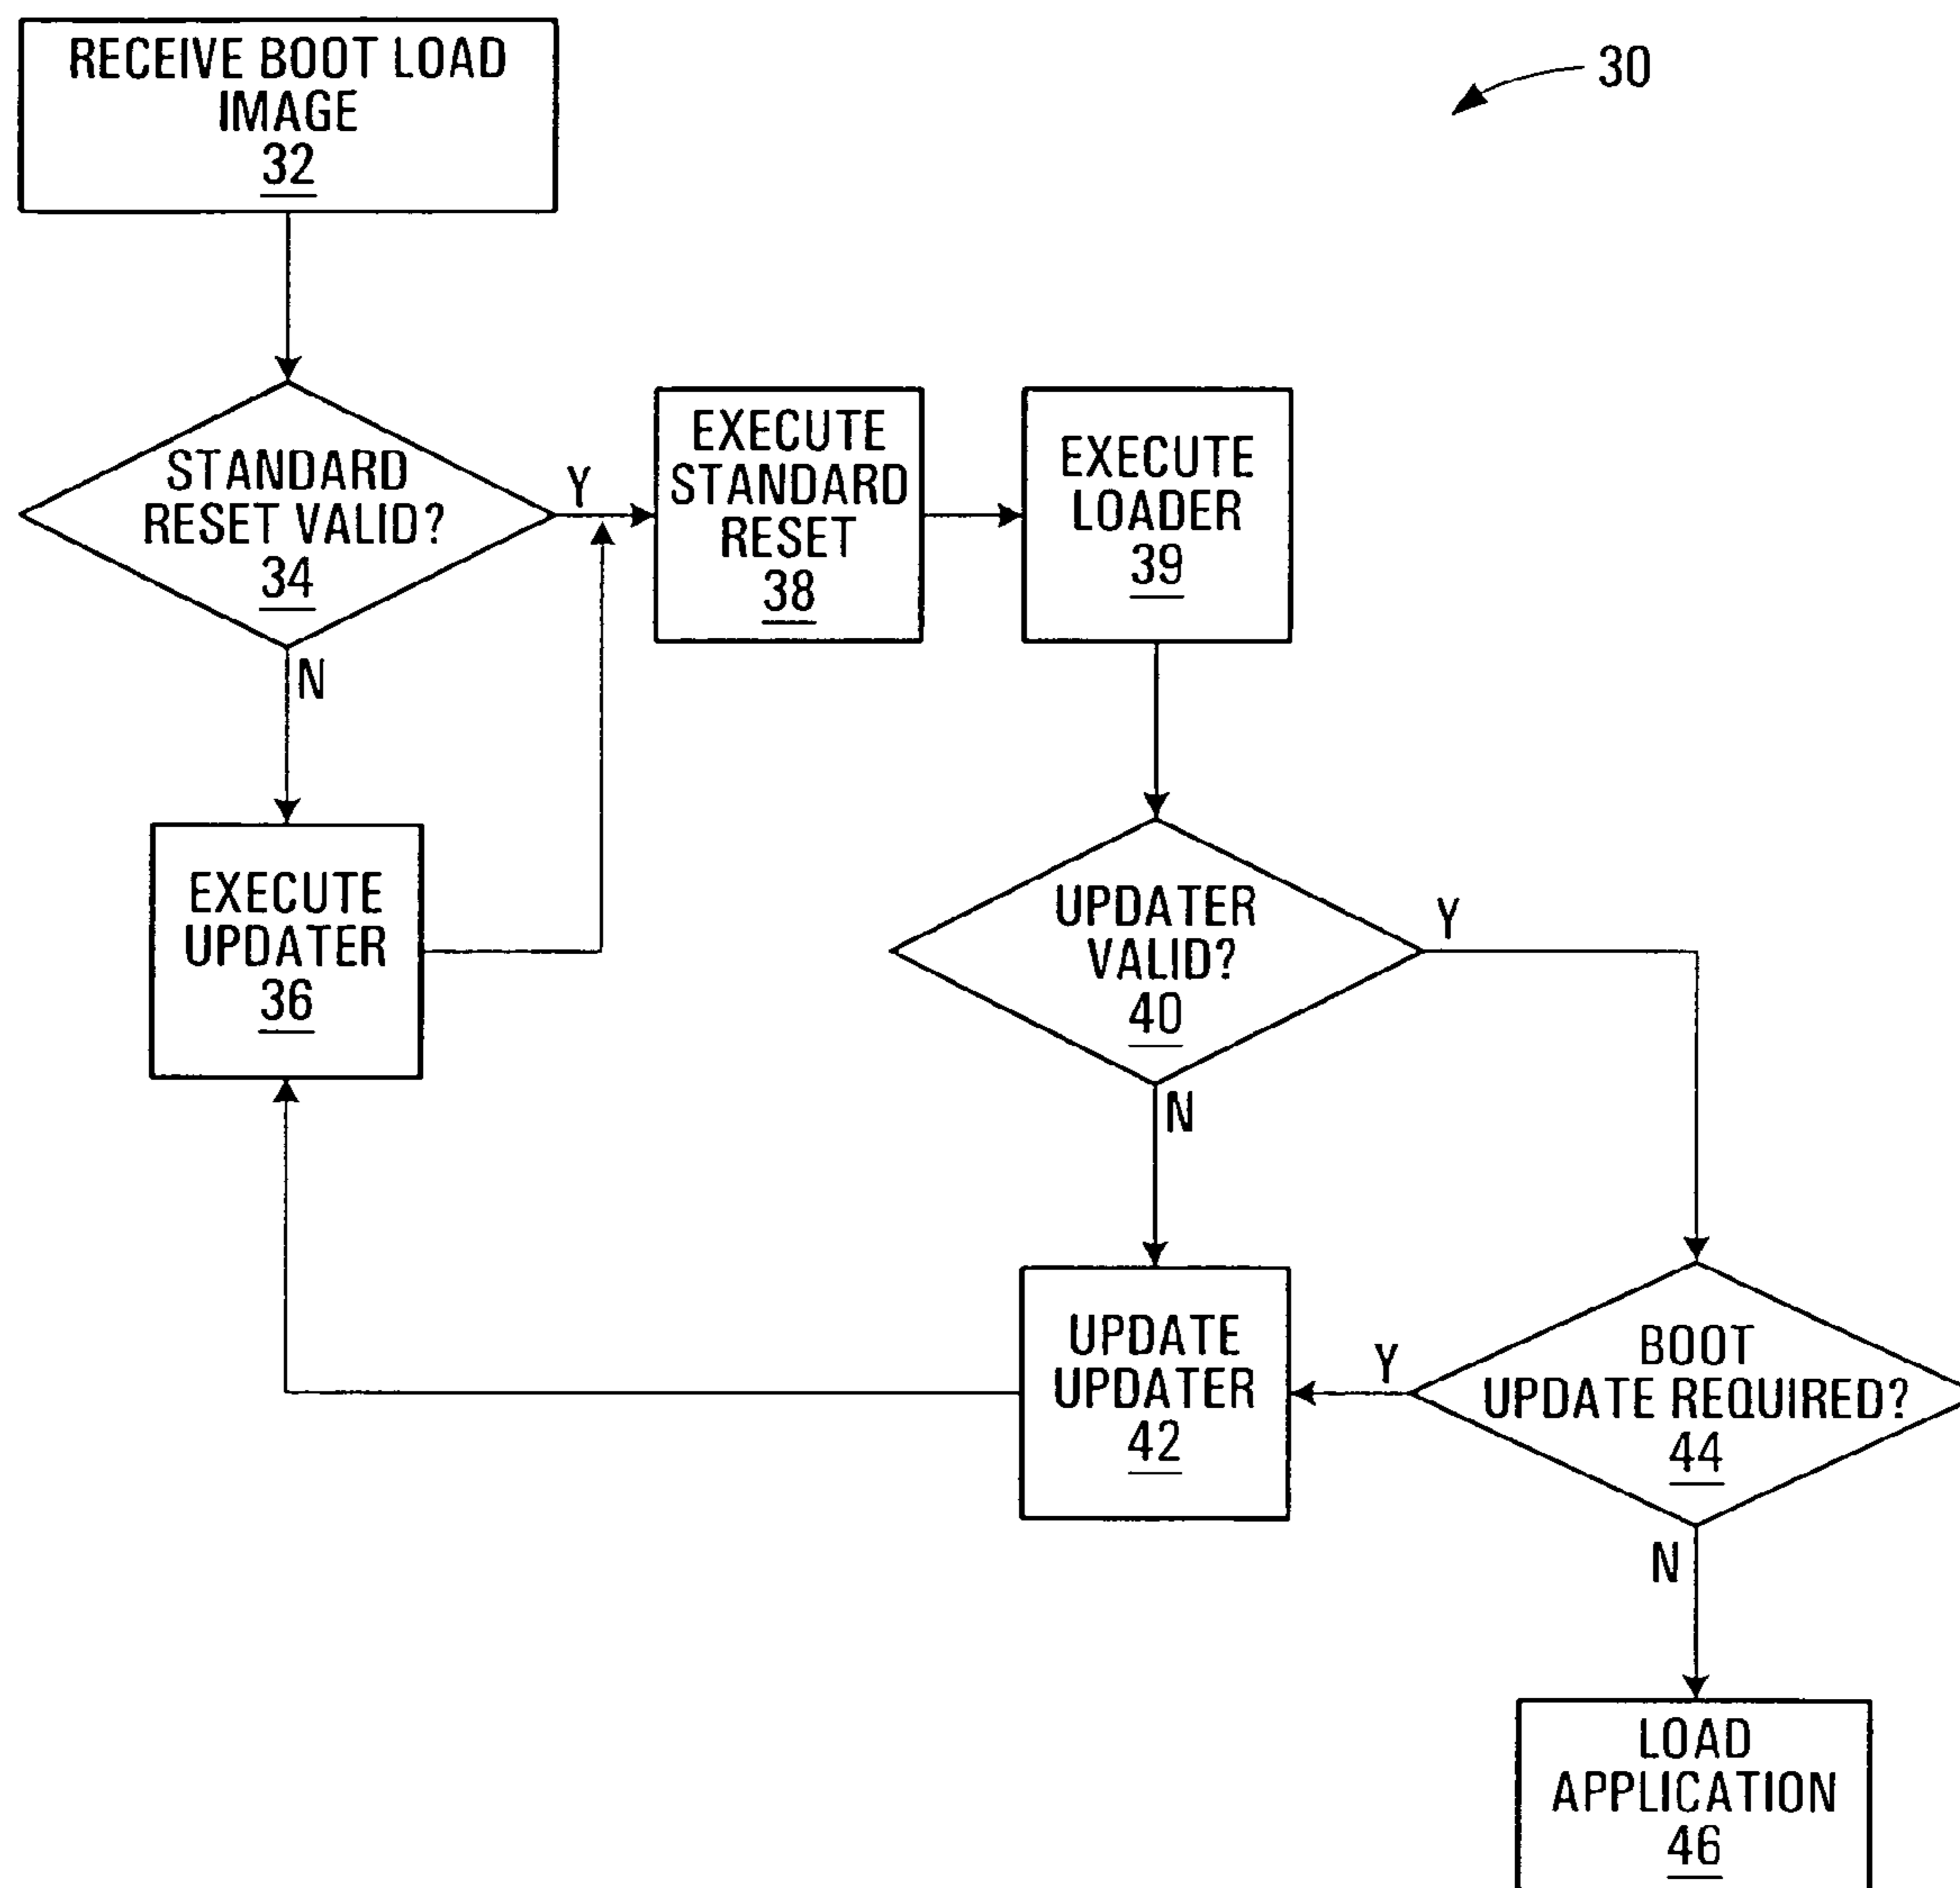 RECEIVE BOOT LOAD
IMAGE
32
30
STANDARD
RESET VALID?
34
Y
N
EXECUTE
STANDARD
RESET
38
EXECUTE
LOADER
39
EXECUTE
UPDATER
36
UPDATER
VALID?
40
Y
N
UPDATE
UPDATER
42
Y
BOOT
UPDATE REQUIRED?
44
N
LOAD
APPLICATION
46